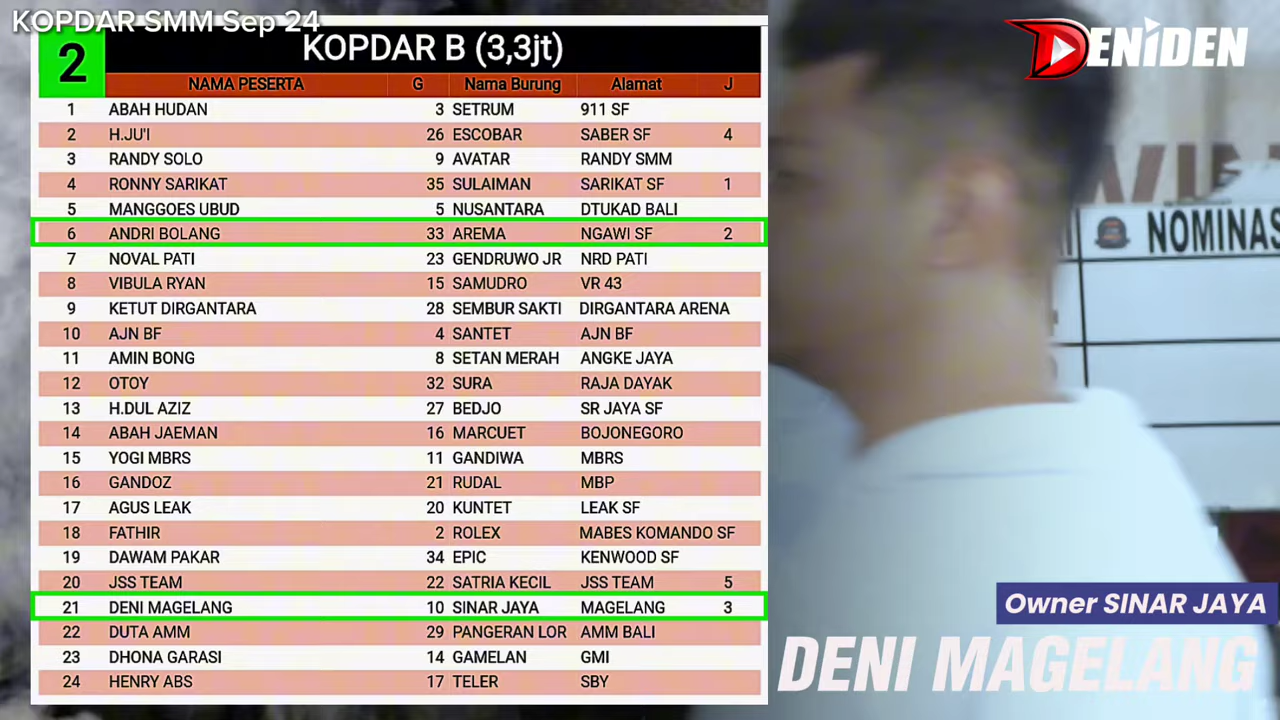 KOPDAR SMM Sep 24
2
KOPDAR B (3,3jt)
NAMA PESERTA G Nama Burung Alamat J
1 ABAH HUDAN 3 SETRUM 911 SF
2 H.JU'I 26 ESCOBAR SABER SF 4
3 RANDY SOLO 9 AVATAR RANDY SMM
4 RONNY SARIKAT 35 SULAIMAN SARIKAT SF 1
5 MANGGOES UBUD 5 NUSANTARA DTUKAD BALI
6 ANDRI BOLANG 33 AREMA NGAWI SF 2
7 NOVAL PATI 23 GENDRUWO JR NRD PATI
8 VIBULA RYAN 15 SAMUDRO VR 43
9 KETUT DIRGANTARA 28 SEMBUR SAKTI DIRGANTARA ARENA
10 AJN BF 4 SANTET AJN BF
11 AMIN BONG 8 SETAN MERAH ANGKE JAYA
12 OTOY 32 SURA RAJA DAYAK
13 H.DUL AZIZ 27 BEDJO SR JAYA SF
14 ABAH JAEMAN 16 MARCUET BOJONEGORO
15 YOGI MBRS 11 GANDIWA MBRS
16 GANDOZ 21 RUDAL MBP
17 AGUS LEAK 20 KUNTET LEAK SF
18 FATHIR 2 ROLEX MABES KOMANDO SF
19 DAWAM PAKAR 34 EPIC KENWOOD SF
20 JSS TEAM 22 SATRIA KECIL JSS TEAM 5
21 DENI MAGELANG 10 SINAR JAYA MAGELANG 3
22 DUTA AMM 29 PANGERAN LOR AMM BALI
23 DHONA GARASI 14 GAMELAN GMI
24 HENRY ABS 17 TELER SBY
DENIDEN
NOMINAS
Owner SINAR JAYA
DENI MAGELANG